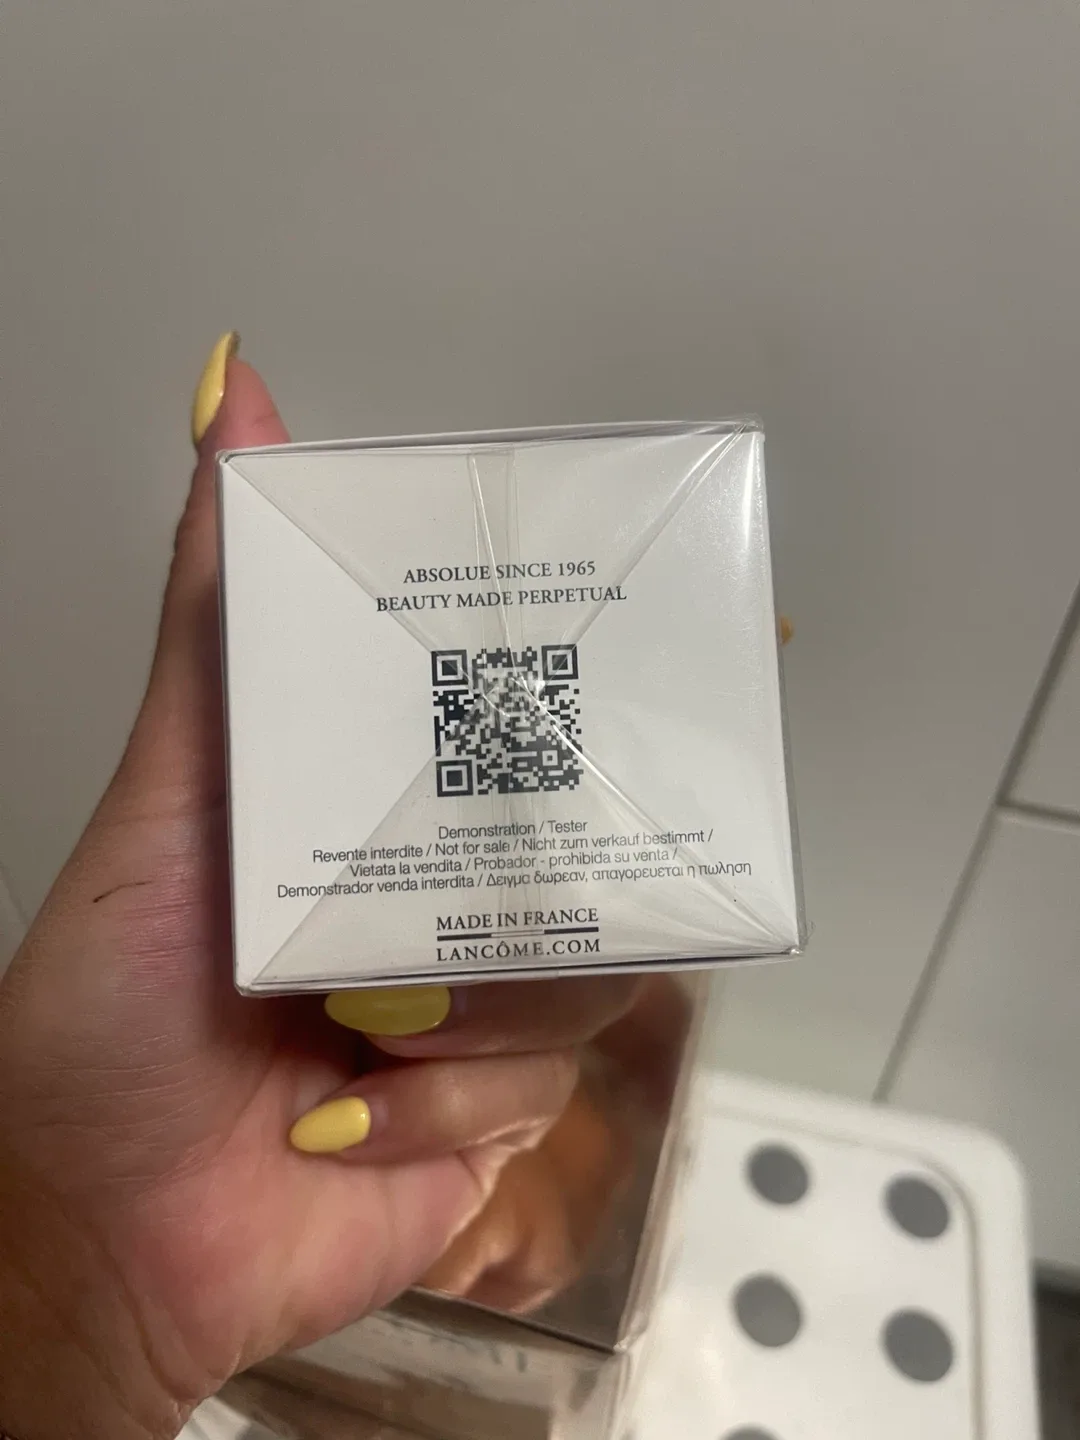 ABSOLUE SINCE 1965
BEAUTY MADE PERPETUAL
Demonstration / Tester
Revente interdite / Not for sale / Nicht zum verkauf bestimmt /
Vietata la vendita / Probador - prohibida su venta /
Demonstrador venda interdita / Δειγμα δωρεαν, απαγορευεται η πωληση
MADE IN FRANCE
LANCÔME.COM